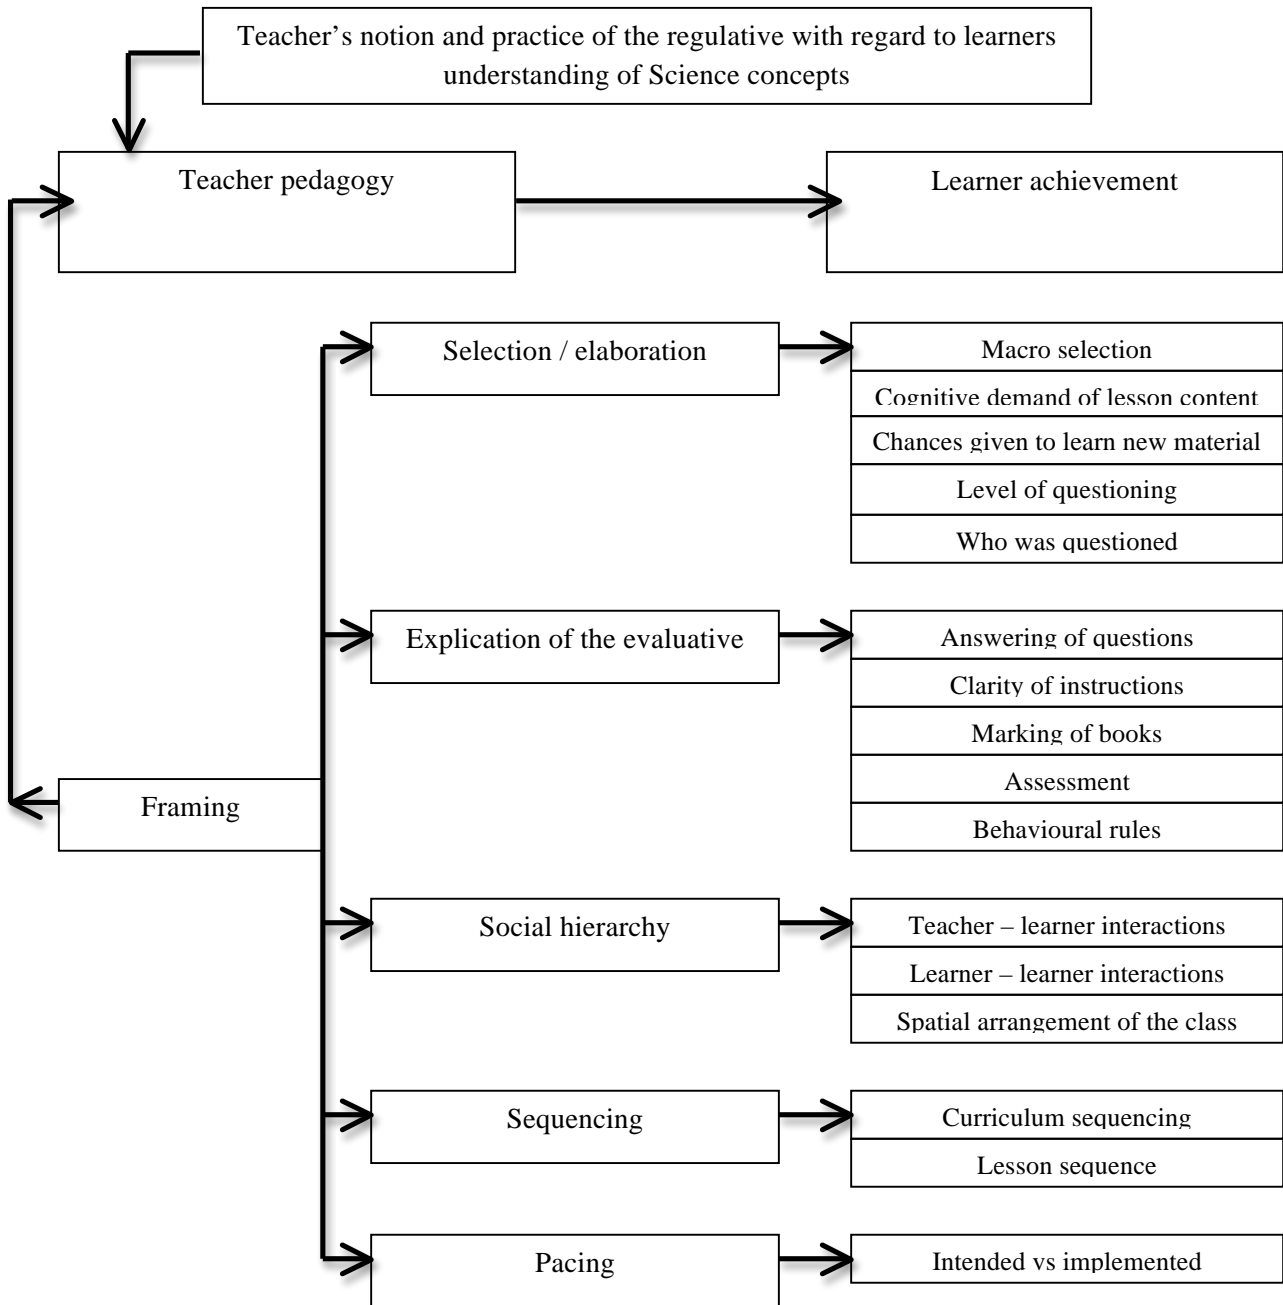 Teacher’s notion and practice of the regulative with regard to learners
understanding of Science concepts
Teacher pedagogy
Learner achievement
Selection / elaboration
Macro selection
Cognitive demand of lesson content
Chances given to learn new material
Level of questioning
Who was questioned
Explication of the evaluative
Answering of questions
Clarity of instructions
Marking of books
Assessment
Behavioural rules
Framing
Social hierarchy
Teacher – learner interactions
Learner – learner interactions
Spatial arrangement of the class
Sequencing
Curriculum sequencing
Lesson sequence
Pacing
Intended vs implemented